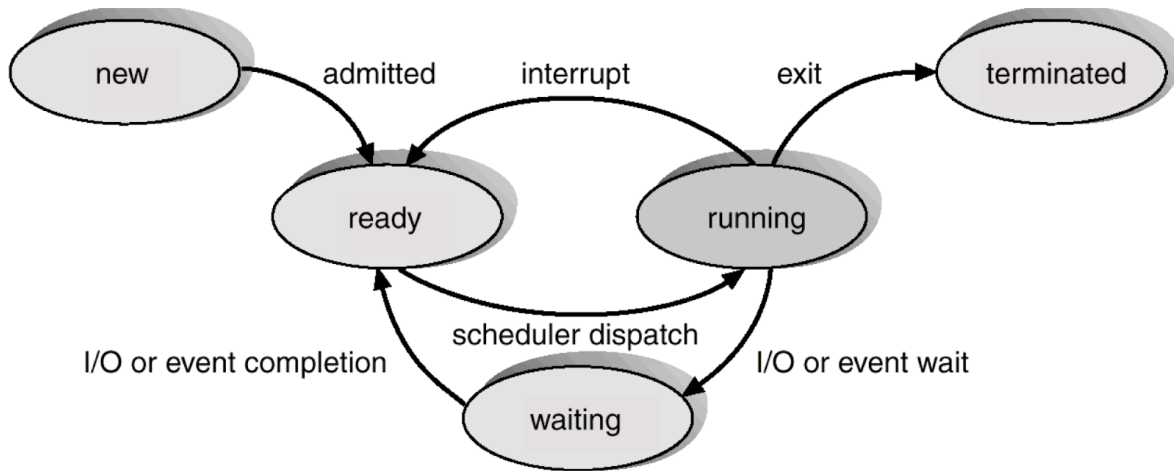 new
admitted
interrupt
exit
terminated
ready
running
scheduler dispatch
I/O or event completion
I/O or event wait
waiting